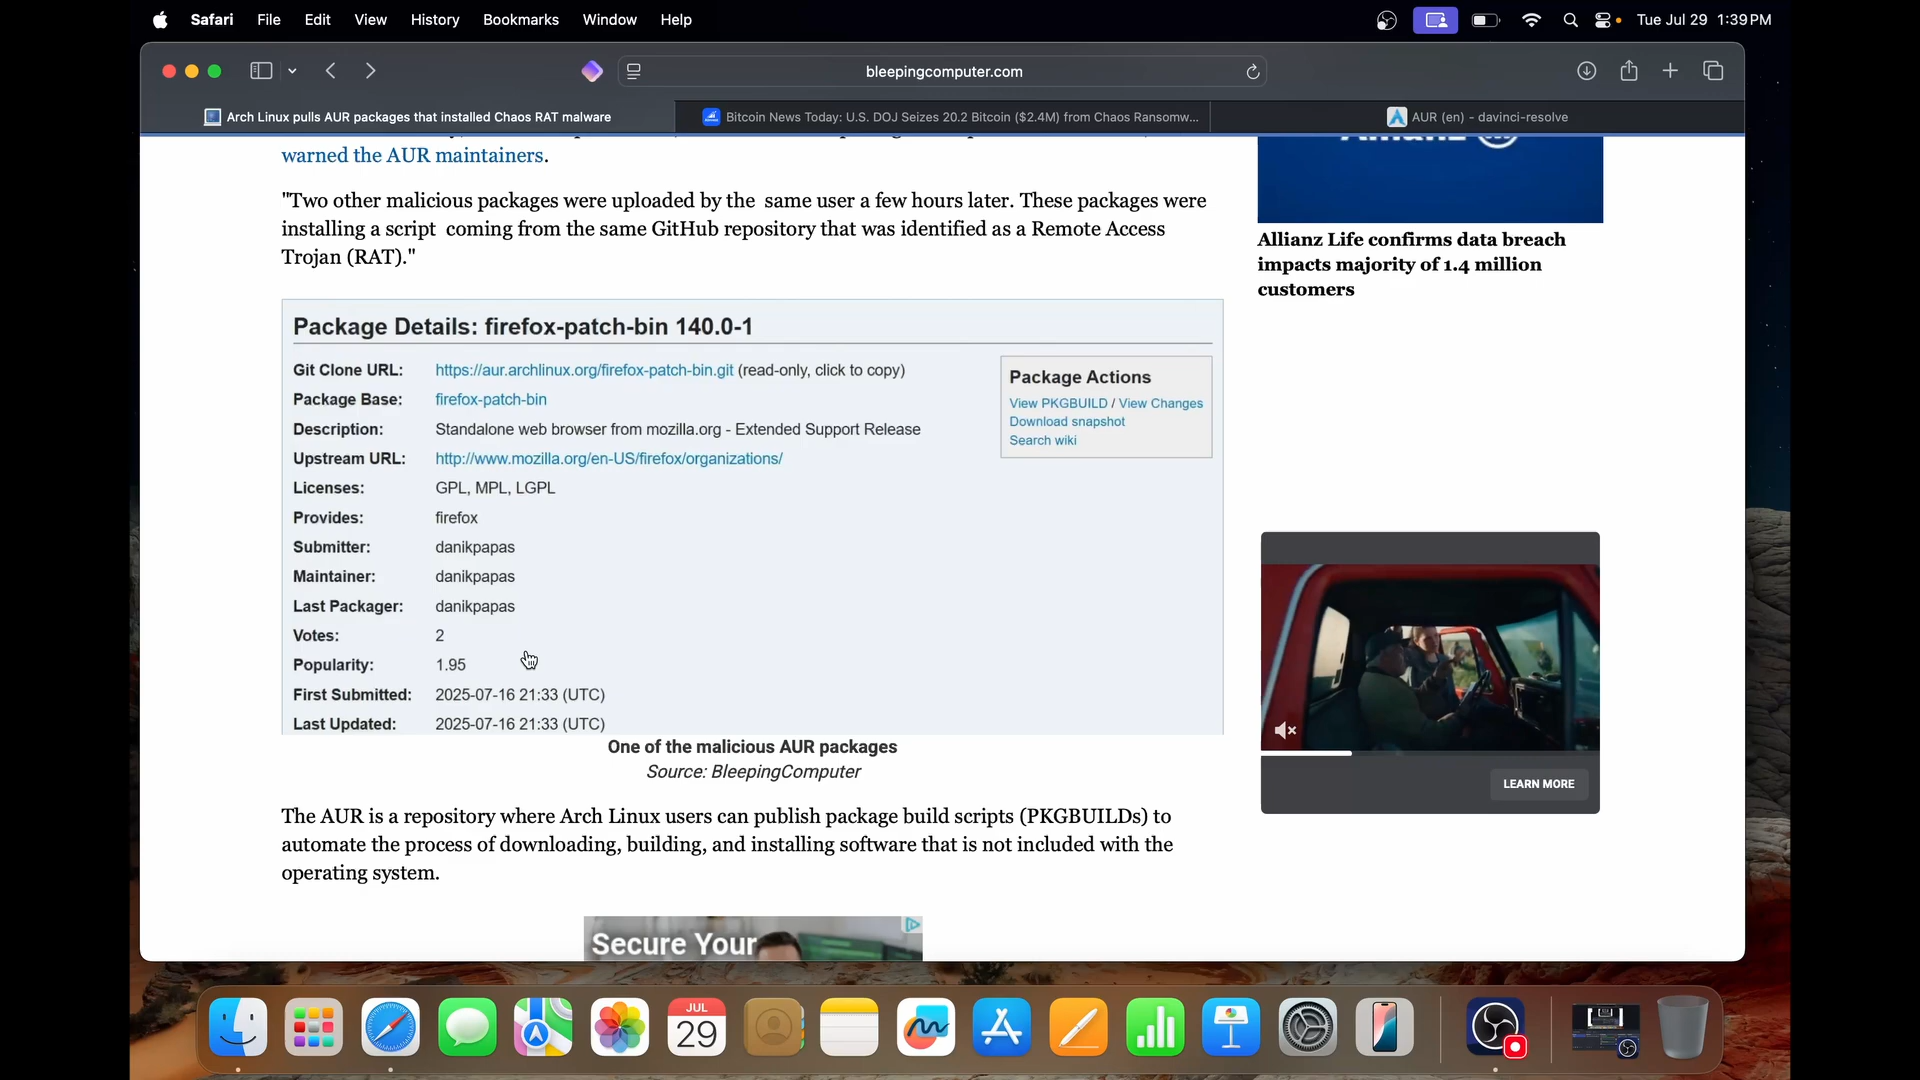 Safari File Edit View History Bookmarks Window Help Tue Jul 29 1:39 PM
bleepingcomputer.com
Arch Linux pulls AUR packages that installed Chaos RAT malware
Bitcoin News Today: U.S. DOJ Seizes 20.2 Bitcoin ($2.4M) from Chaos Ransomw...
AUR (en) - davinci-resolve
warned the AUR maintainers.
"Two other malicious packages were uploaded by the same user a few hours later. These packages were
installing a script coming from the same GitHub repository that was identified as a Remote Access
Trojan (RAT)."
Package Details: firefox-patch-bin 140.0-1
Git Clone URL: https://aur.archlinux.org/firefox-patch-bin.git (read-only, click to copy)
Package Base: firefox-patch-bin
Description: Standalone web browser from mozilla.org - Extended Support Release
Upstream URL: http://www.mozilla.org/en-US/firefox/organizations/
Licenses: GPL, MPL, LGPL
Provides: firefox
Submitter: danikpapas
Maintainer: danikpapas
Last Packager: danikpapas
Votes: 2
Popularity: 1.95
First Submitted: 2025-07-16 21:33 (UTC)
Last Updated: 2025-07-16 21:33 (UTC)
Package Actions
View PKGBUILD / View Changes
Download snapshot
Search wiki
One of the malicious AUR packages
Source: BleepingComputer
The AUR is a repository where Arch Linux users can publish package build scripts (PKGBUILDs) to
automate the process of downloading, building, and installing software that is not included with the
operating system.
Secure Your
Allianz Life confirms data breach
impacts majority of 1.4 million
customers
LEARN MORE
JUL
29